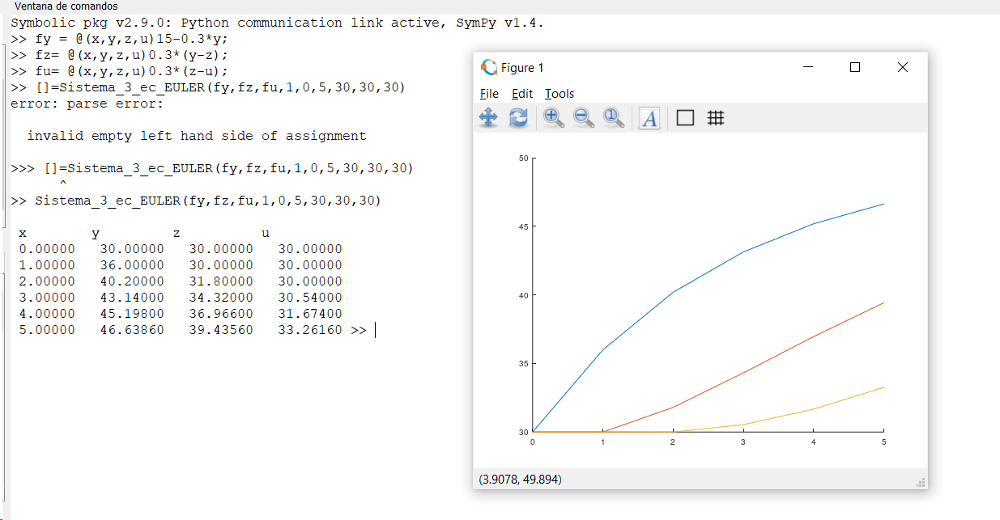 Ventana de comandos
Symbolic pkg v2.9.0: Python communication link active, SymPy v1.4.
>> fy = @(x,y,z,u)15-0.3*y;
>> fz= @(x,y,z,u)0.3*(y-z);
>> fu= @(x,y,z,u)0.3*(z-u);
>> []=Sistema_3_ec_EULER(fy,fz,fu,1,0,5,30,30,30)
error: parse error:
invalid empty left hand side of assignment
>>> []=Sistema_3_ec_EULER(fy,fz,fu,1,0,5,30,30,30)
^
>> Sistema_3_ec_EULER(fy,fz,fu,1,0,5,30,30,30)
x y z u
0.00000 30.00000 30.00000 30.00000
1.00000 36.00000 30.00000 30.00000
2.00000 40.20000 31.80000 30.00000
3.00000 43.14000 34.32000 30.54000
4.00000 45.19800 36.96600 31.67400
5.00000 46.63860 39.43560 33.26160 >>
Figure 1
File Edit Tools
1 A
50
45
40
35
30
0 1 2 3 4 5
(3.9078, 49.894)